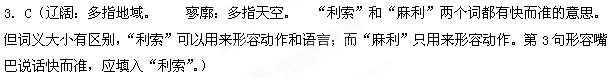 3. C（辽阔：多指地域。　寥廓：多指天空。　“利索”和“麻利”两个词都有快而准的意思。
但词义大小有区别，“利索”可以用来形容动作和语言；而“麻利”只用来形容动作。第 3 句形容嘴
巴说话快而准，应填入“利索”。）